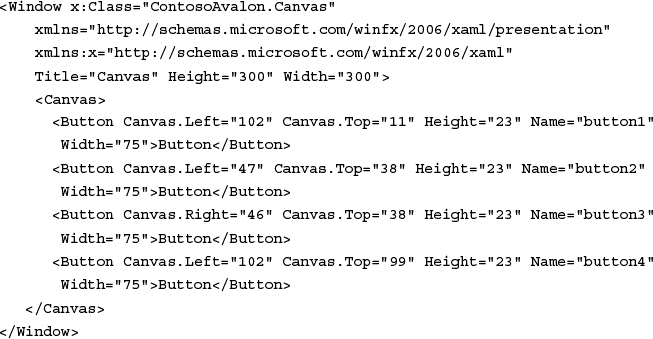 <Window x:Class="ContosoAvalon.Canvas"
xmlns="http://schemas.microsoft.com/winfx/2006/xaml/presentation"
xmlns:x="http://schemas.microsoft.com/winfx/2006/xaml"
Title="Canvas" Height="300" Width="300">
<Canvas>
<Button Canvas.Left="102" Canvas.Top="11" Height="23" Name="button1"
Width="75">Button</Button>
<Button Canvas.Left="47" Canvas.Top="38" Height="23" Name="button2"
Width="75">Button</Button>
<Button Canvas.Right="46" Canvas.Top="38" Height="23" Name="button3"
Width="75">Button</Button>
<Button Canvas.Left="102" Canvas.Top="99" Height="23" Name="button4"
Width="75">Button</Button>
</Canvas>
</Window>